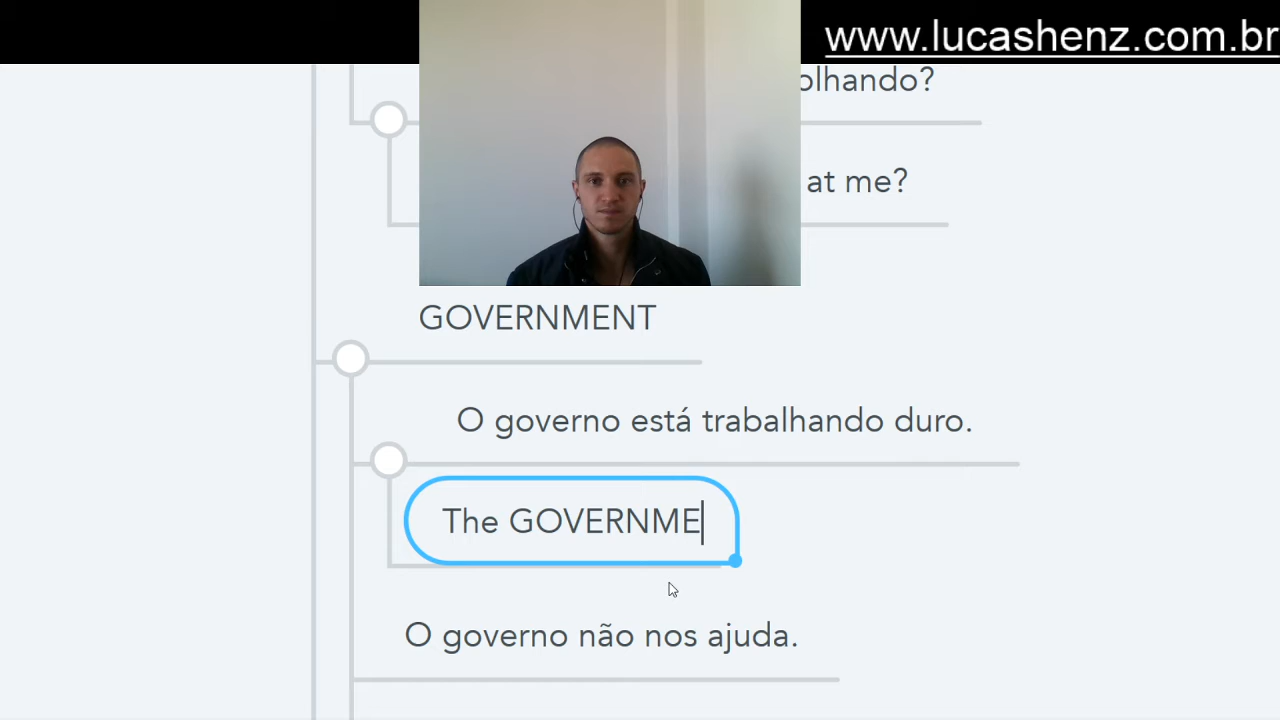 www.lucashenz.com.br
olhando?
at me?
GOVERNMENT
O governo está trabalhando duro.
The GOVERNME
O governo não nos ajuda.